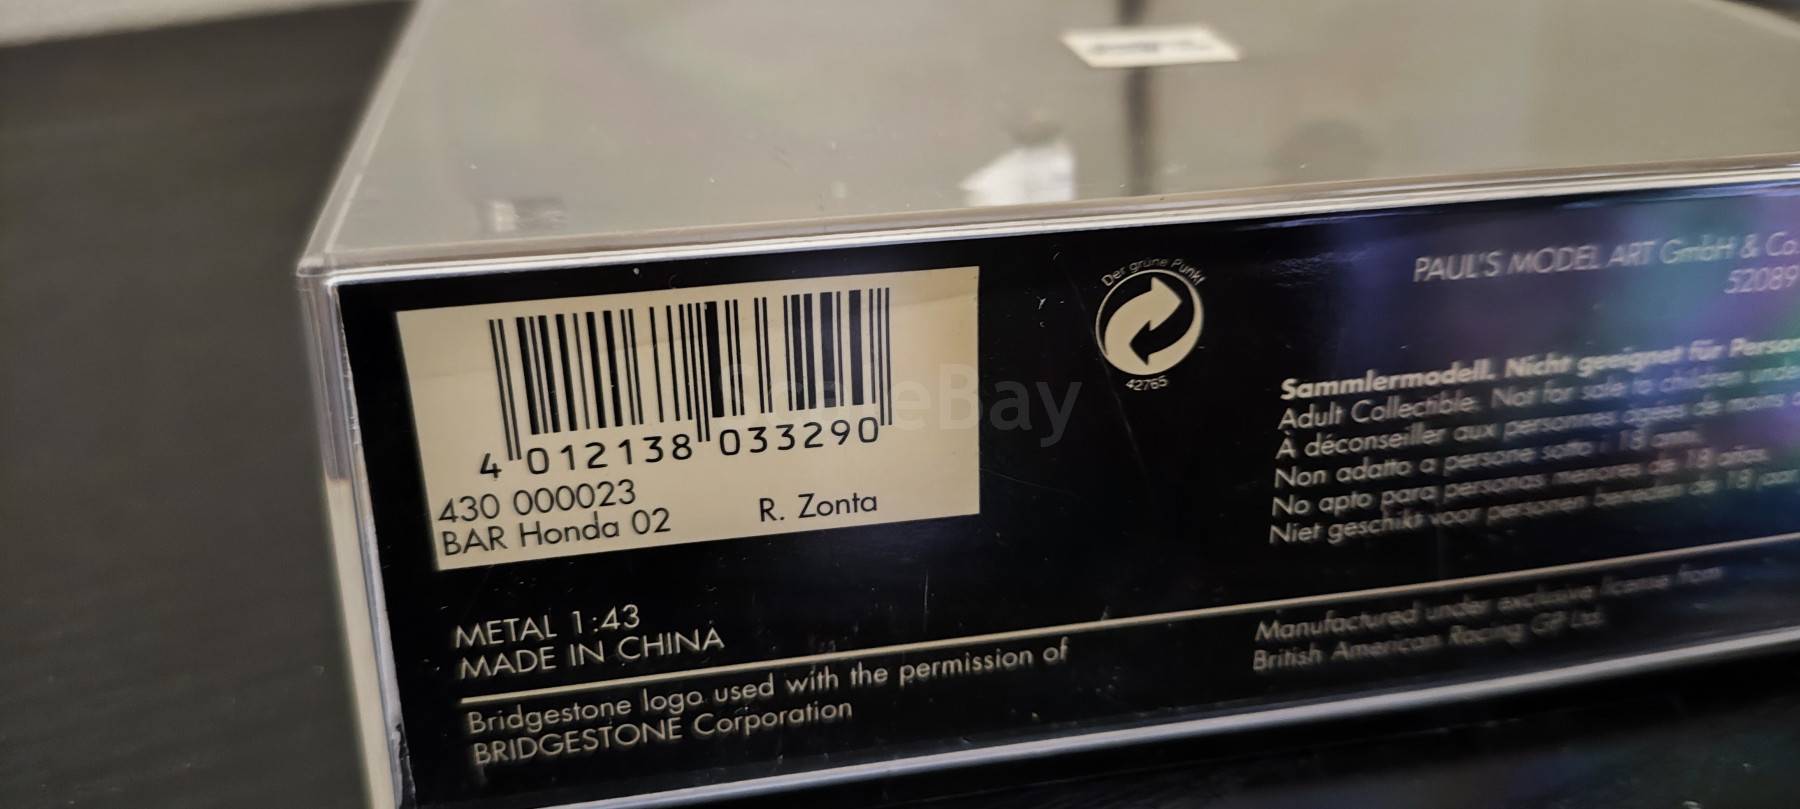 4 012138 033290
430 000023
BAR Honda 02 R. Zonta
METAL 1:43
MADE IN CHINA
Bridgestone logo used with the permission of
BRIDGESTONE Corporation
Der grüne Punkt
42765
PAUL'S MODEL ART GmbH & Co.
52089
Sammlermodell. Nicht geeignet für Person
Adult Collectible. Not for sale to children unde
À déconseiller aux personnes âgées de moins d
Non adatto a persone sotto i 18 anni.
No apto para personas menores de 18 años.
Niet geschikt voor personen beneden de 18 jaar
Manufactured under exclusive license from
British American Racing GP Ltd.
ScaleBay